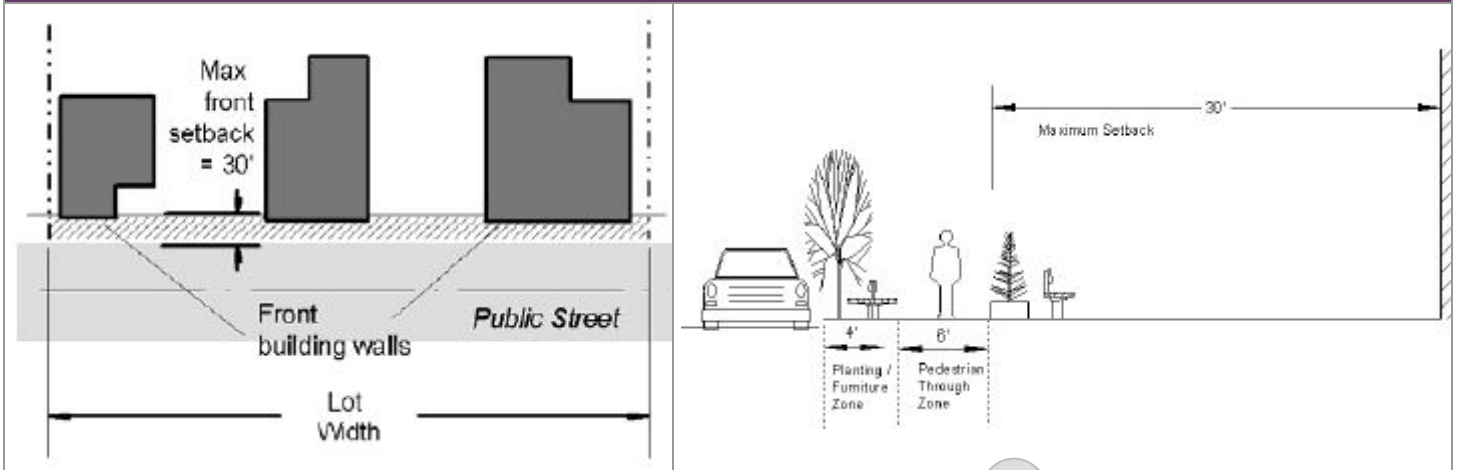 Max
front
setback
= 30'
Front
building walls
Public Street
Lot
Width
30'
Maximum Setback
4'
6'
Planting /
Furniture
Zone
Pedestrian
Through
Zone